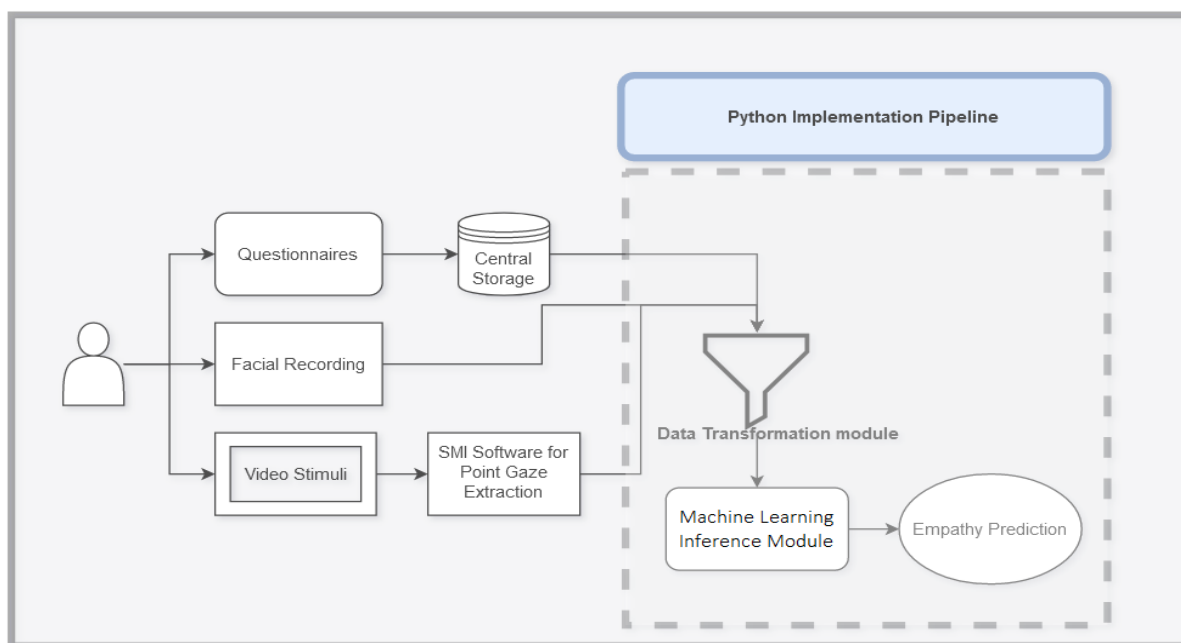 Python Implementation Pipeline
Questionnaires
Central
Storage
Facial Recording
Video Stimuli
SMI Software for
Point Gaze
Extraction
Data Transformation module
Machine Learning
Inference Module
Empathy Prediction